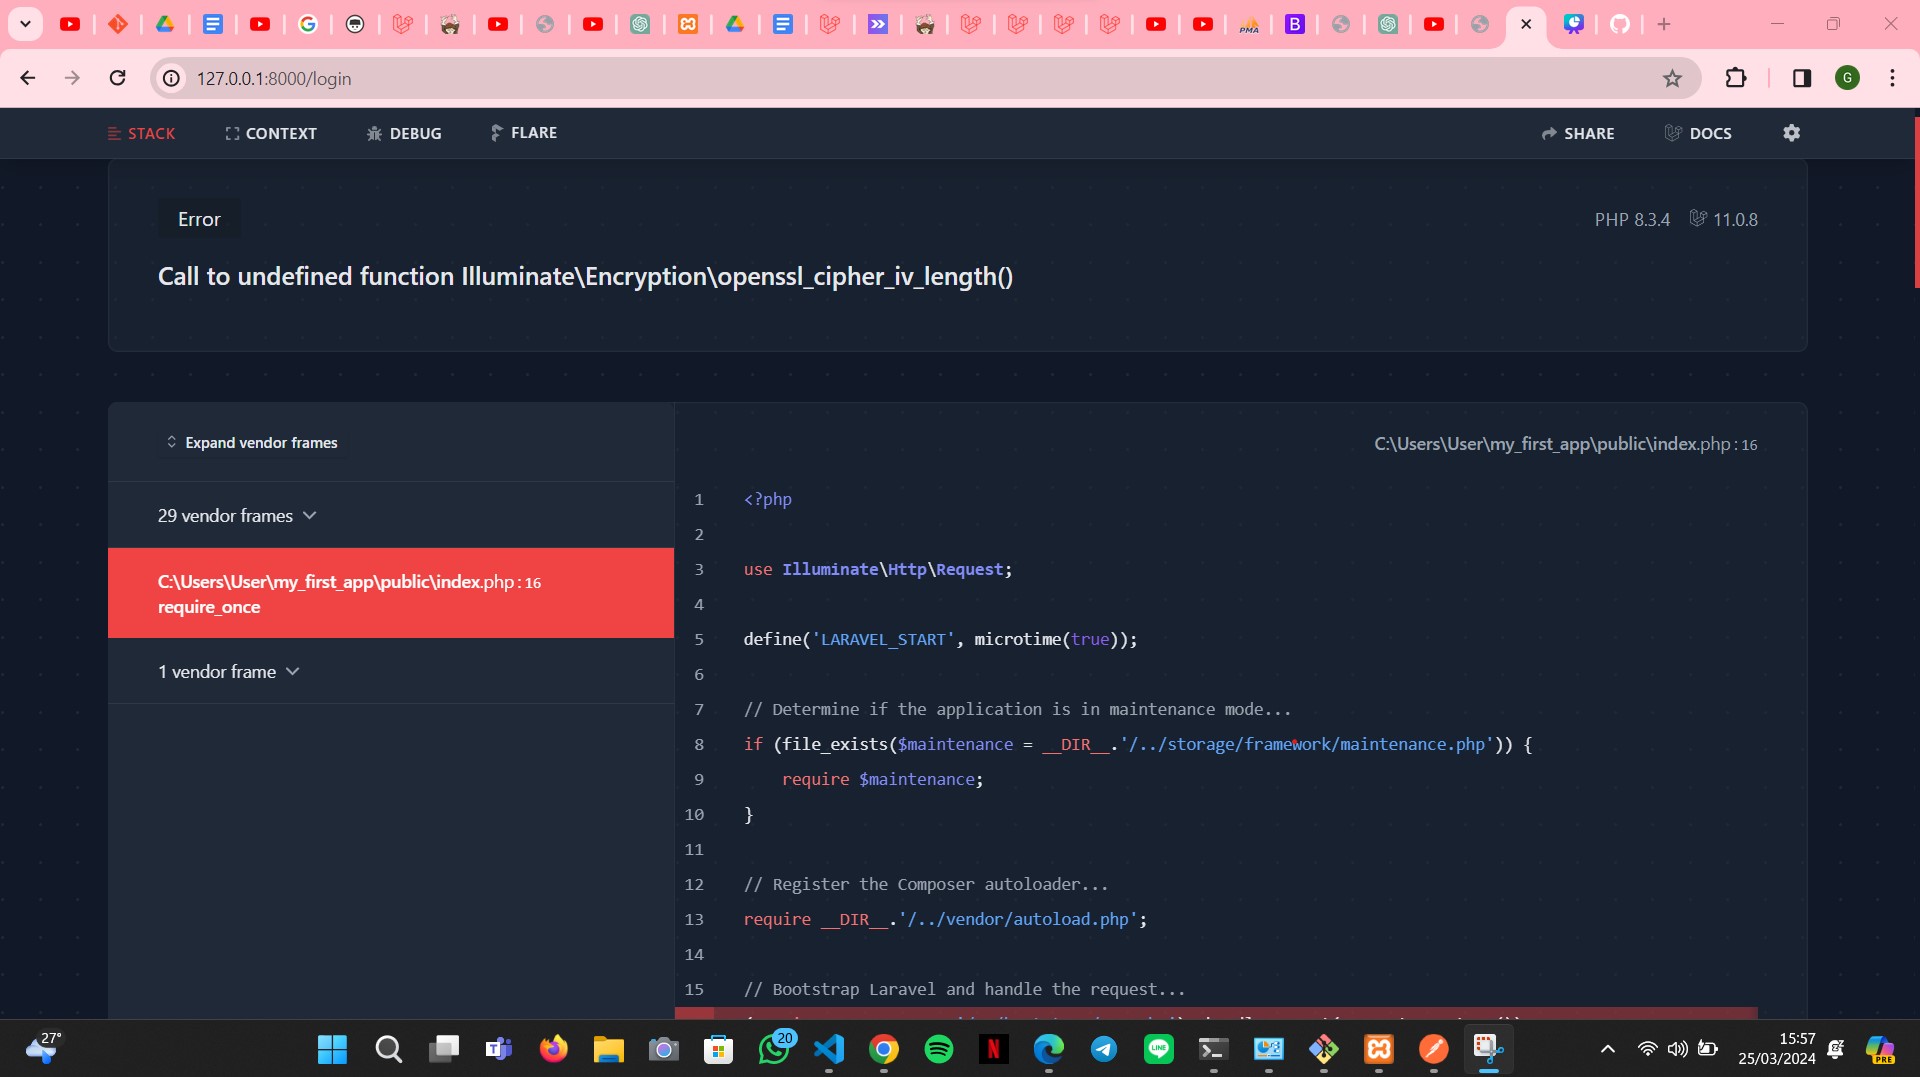 PMA
B
127.0.0.1:8000/login
G
STACK
CONTEXT
DEBUG
FLARE
SHARE
DOCS
Error
PHP 8.3.4
11.0.8
Call to undefined function Illuminate\Encryption\openssl_cipher_iv_length()
Expand vendor frames
C:\Users\User\my_first_app\public\index.php:16
29 vendor frames
C:\Users\User\my_first_app\public\index.php:16
require_once
1 vendor frame
1 <?php
2
3 use Illuminate\Http\Request;
4
5 define('LARAVEL_START', microtime(true));
6
7 // Determine if the application is in maintenance mode...
8 if (file_exists($maintenance = __DIR__.'/../storage/framework/maintenance.php')) {
9 require $maintenance;
10 }
11
12 // Register the Composer autoloader...
13 require __DIR__.'/../vendor/autoload.php';
14
15 // Bootstrap Laravel and handle the request...
27°
20
N
LINE
15:57
25/03/2024
PRE